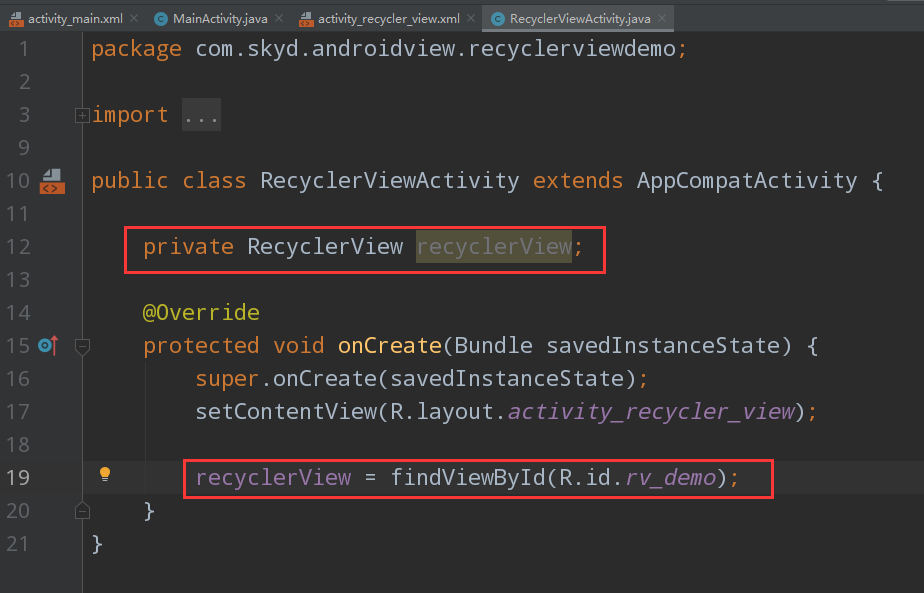 activity_main.xml MainActivity.java activity_recycler_view.xml RecyclerViewActivity.java
1 package com.skyd.androidview.recyclerviewdemo;
2
3 import ...
9
10 public class RecyclerViewActivity extends AppCompatActivity {
11
12 private RecyclerView recyclerView;
13
14 @Override
15 protected void onCreate(Bundle savedInstanceState) {
16 super.onCreate(savedInstanceState);
17 setContentView(R.layout.activity_recycler_view);
18
19 recyclerView = findViewById(R.id.rv_demo);
20 }
21 }